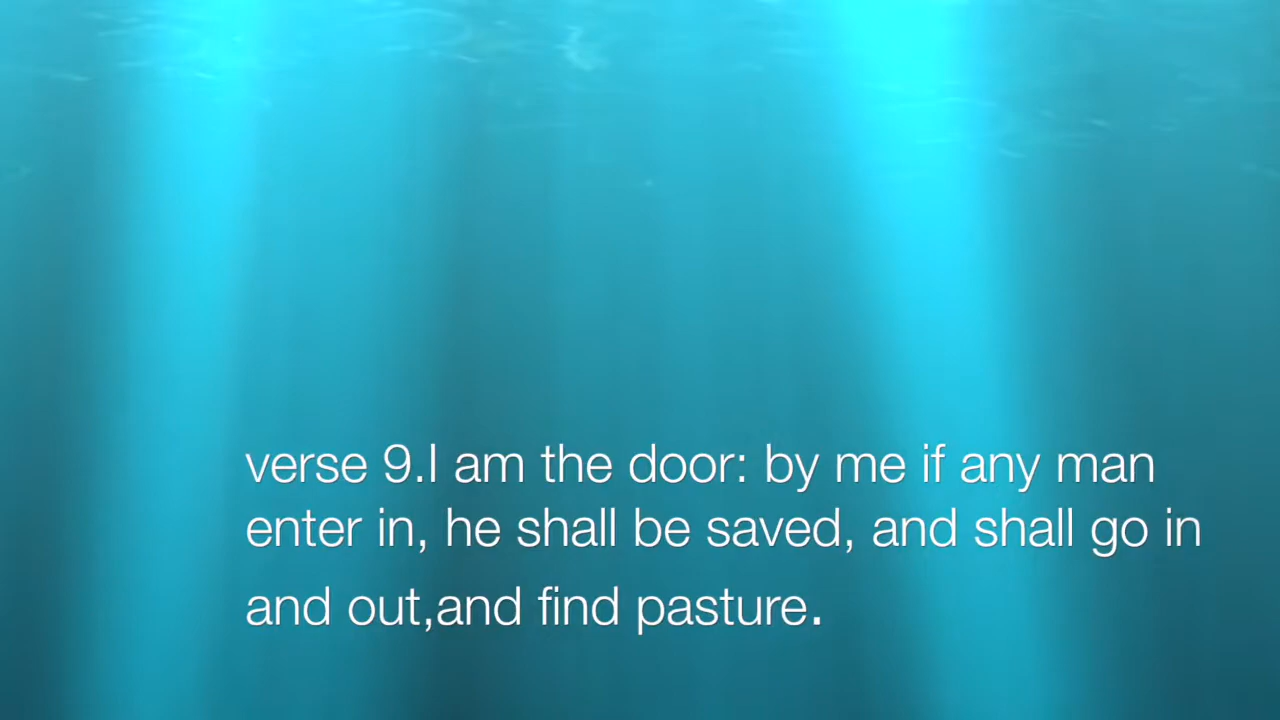 verse 9.I am the door: by me if any man
enter in, he shall be saved, and shall go in
and out,and find pasture.